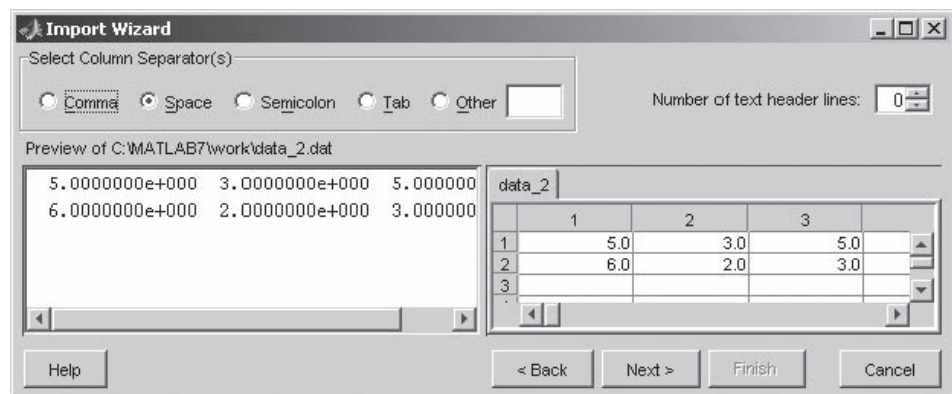 Import Wizard
Select Column Separator(s)
Comma Space Semicolon Tab Other
Number of text header lines: 0
Preview of C:\MATLAB7\work\data_2.dat
5.0000000e+000 3.0000000e+000 5.000000
6.0000000e+000 2.0000000e+000 3.000000
data_2
1 2 3
1 5.0 3.0 5.0
2 6.0 2.0 3.0
3
Help < Back Next > Finish Cancel